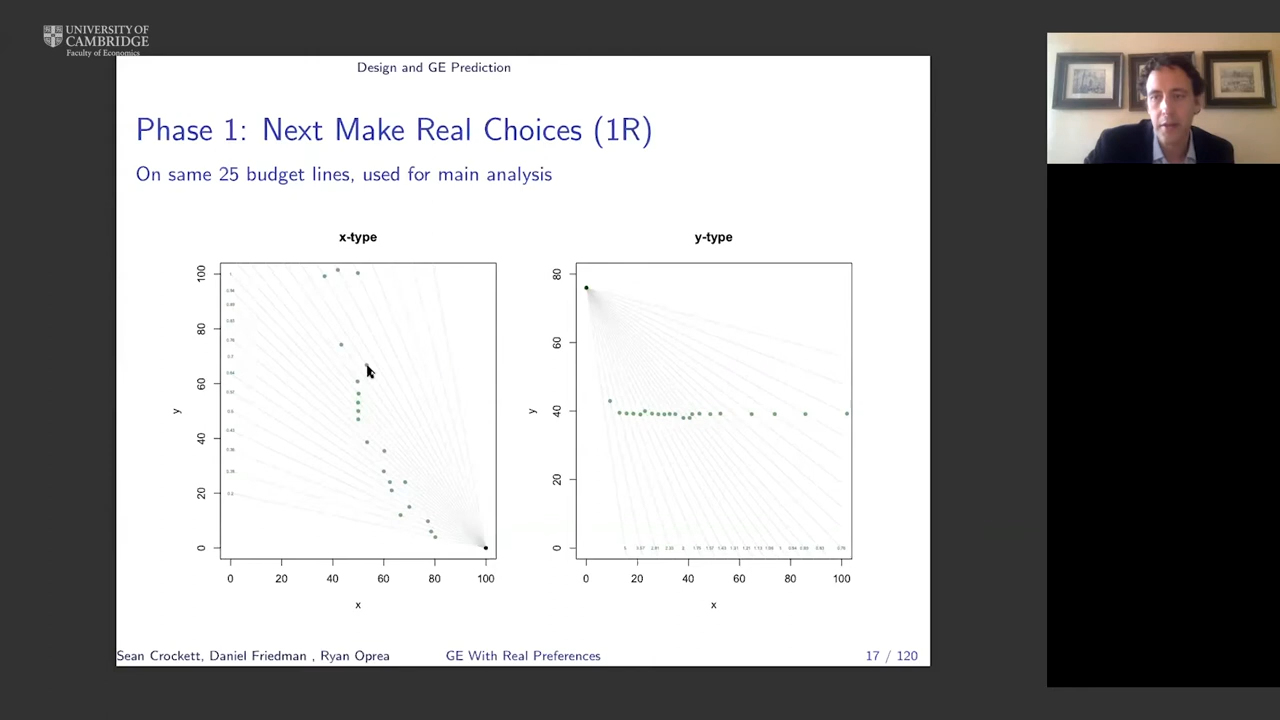 UNIVERSITY OF
CAMBRIDGE
Faculty of Economics
Design and GE Prediction
Phase 1: Next Make Real Choices (1R)
On same 25 budget lines, used for main analysis
x-type
y-type
100
80
60
40
20
0
y
0 20 40 60 80 100
x
80
60
40
20
0
y
0 20 40 60 80 100
x
Sean Crockett, Daniel Friedman , Ryan Oprea
GE With Real Preferences
17 / 120